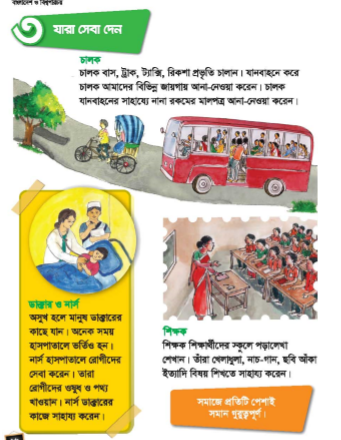 বাংলাদেশ ও বিশ্বপরিচয়
৩ যারা সেবা দেন
চালক
চালক বাস, ট্রাক, ট্যাক্সি, রিকশা প্রভৃতি চালান। যানবাহনে করে
চালক আমাদের বিভিন্ন জায়গায় আনা-নেওয়া করেন। চালক
যানবাহনের সাহায্যে নানা রকমের মালপত্র আনা-নেওয়া করেন।
ডাক্তার ও নার্স
অসুখ হলে মানুষ ডাক্তারের
কাছে যান। অনেক সময়
হাসপাতালে ভর্তিও হন।
নার্স হাসপাতালে রোগীদের
সেবা করেন। তারা
রোগীদের ওষুধ ও পথ্য
খাওয়ান। নার্স ডাক্তারের
কাজে সাহায্য করেন।
শিক্ষক
শিক্ষক শিক্ষার্থীদের স্কুলে পড়ালেখা
শেখান। তাঁরা খেলাধুলা, নাচ-গান, ছবি আঁকা
ইত্যাদি বিষয় শিখতে সাহায্য করেন।
সমাজে প্রতিটি পেশাই
সমান গুরুত্বপূর্ণ।